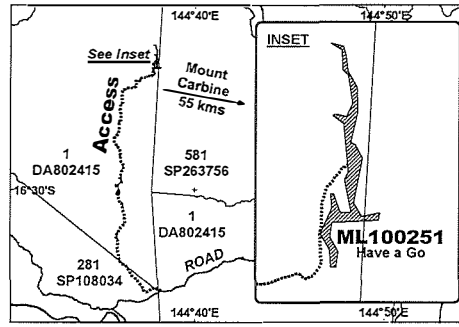 144°40'E
144°50'E
See Inset
INSET
Mount
Carbine
55 kms
Access
1
DA802415
581
SP263756
16°30'S
1
DA802415
ML100251
Have a Go
281
SP108034
ROAD
144°40'E
144°50'E